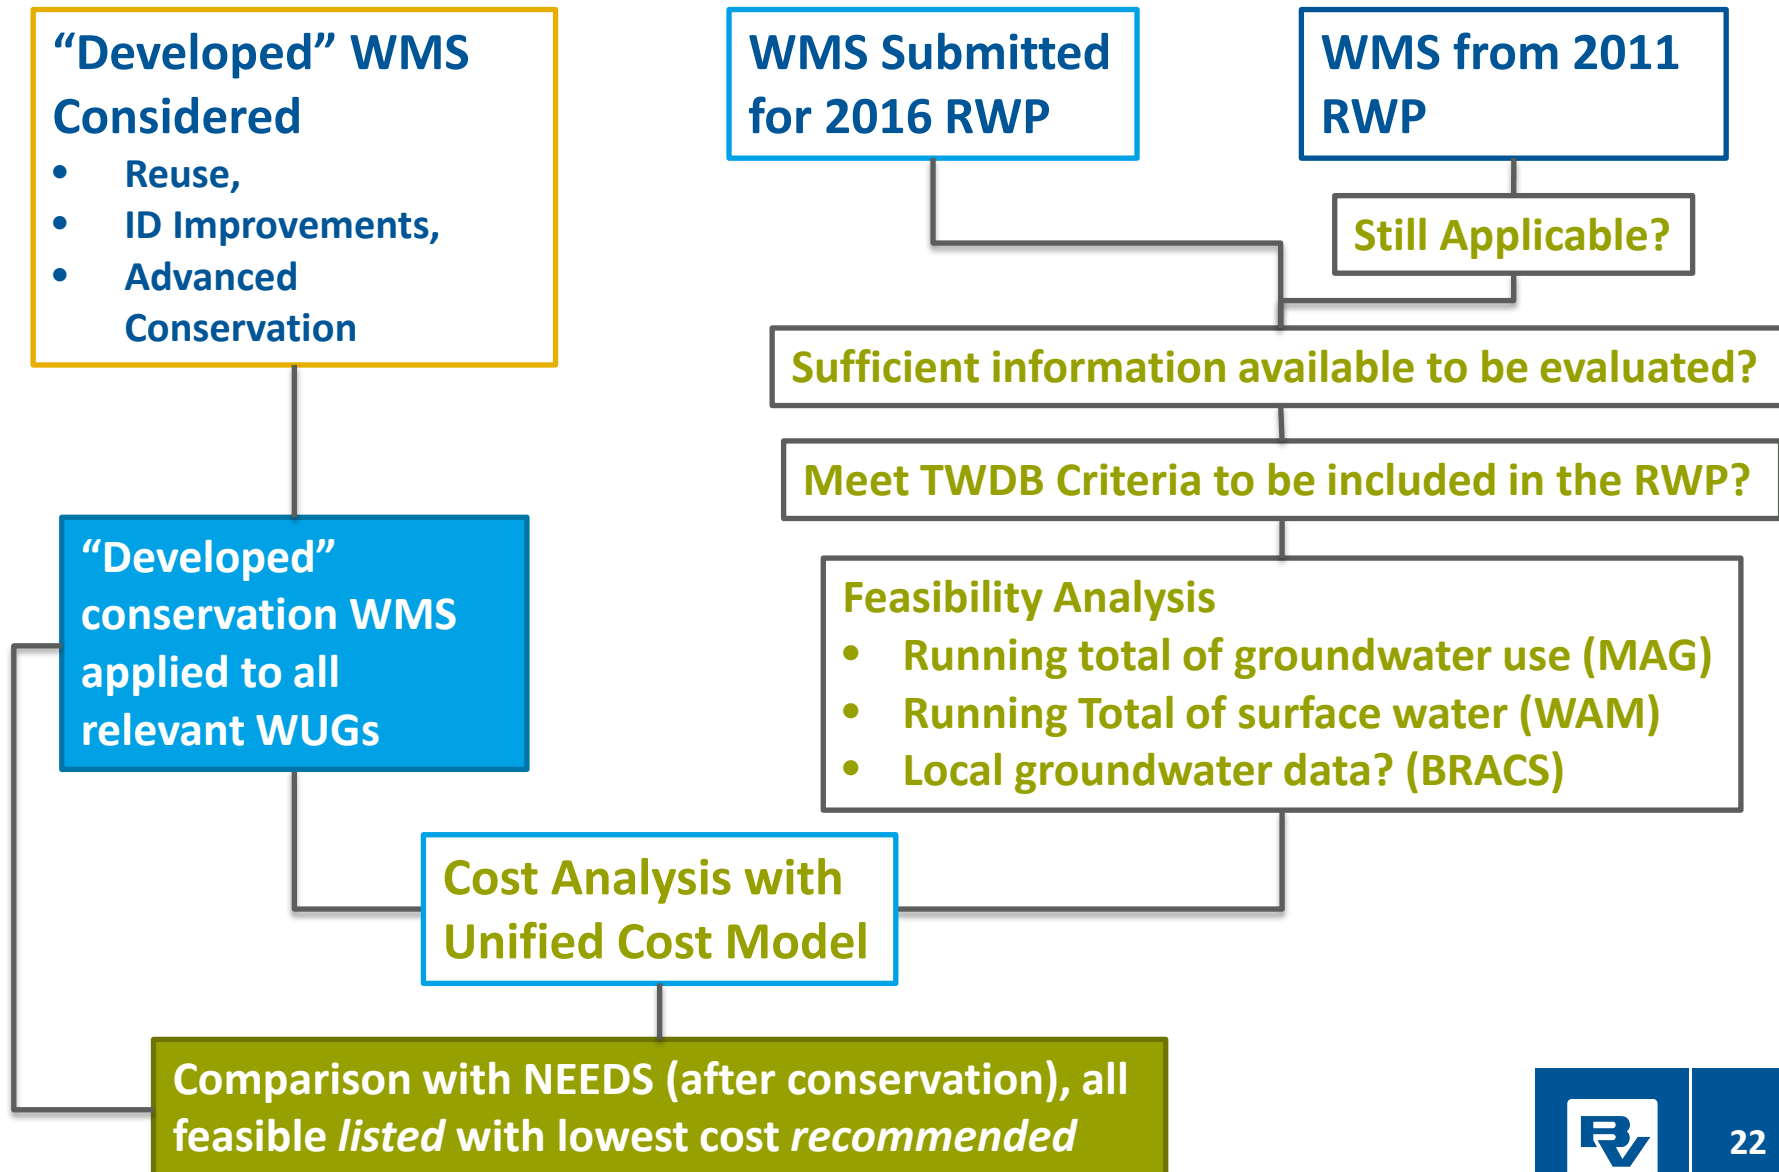 “Developed” WMS
Considered
• Reuse,
• ID Improvements,
• Advanced
Conservation
WMS Submitted
for 2016 RWP
WMS from 2011
RWP
Still Applicable?
Sufficient information available to be evaluated?
Meet TWDB Criteria to be included in the RWP?
“Developed”
conservation WMS
applied to all
relevant WUGs
Feasibility Analysis
• Running total of groundwater use (MAG)
• Running Total of surface water (WAM)
• Local groundwater data? (BRACS)
Cost Analysis with
Unified Cost Model
Comparison with NEEDS (after conservation), all
feasible listed with lowest cost recommended
BV
22